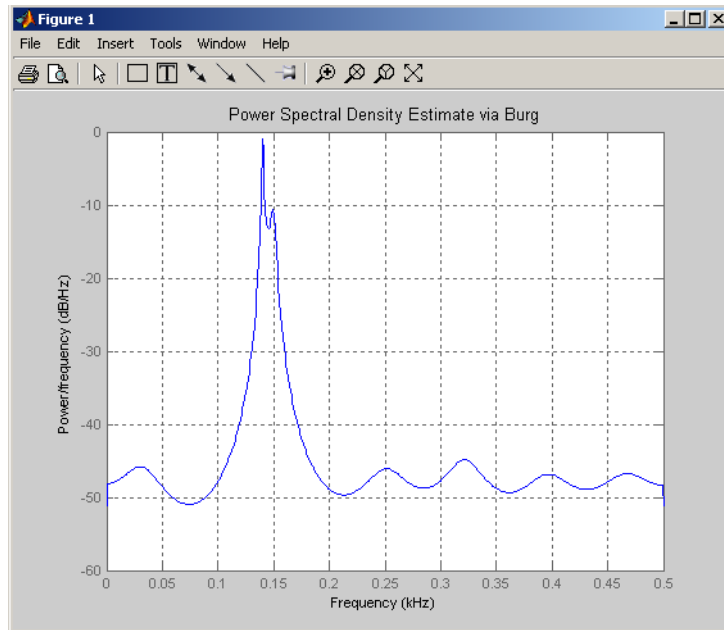 Figure 1
File Edit Insert Tools Window Help
T
Power Spectral Density Estimate via Burg
Power/frequency (dB/Hz)
0
-10
-20
-30
-40
-50
-60
0 0.05 0.1 0.15 0.2 0.25 0.3 0.35 0.4 0.45 0.5
Frequency (kHz)